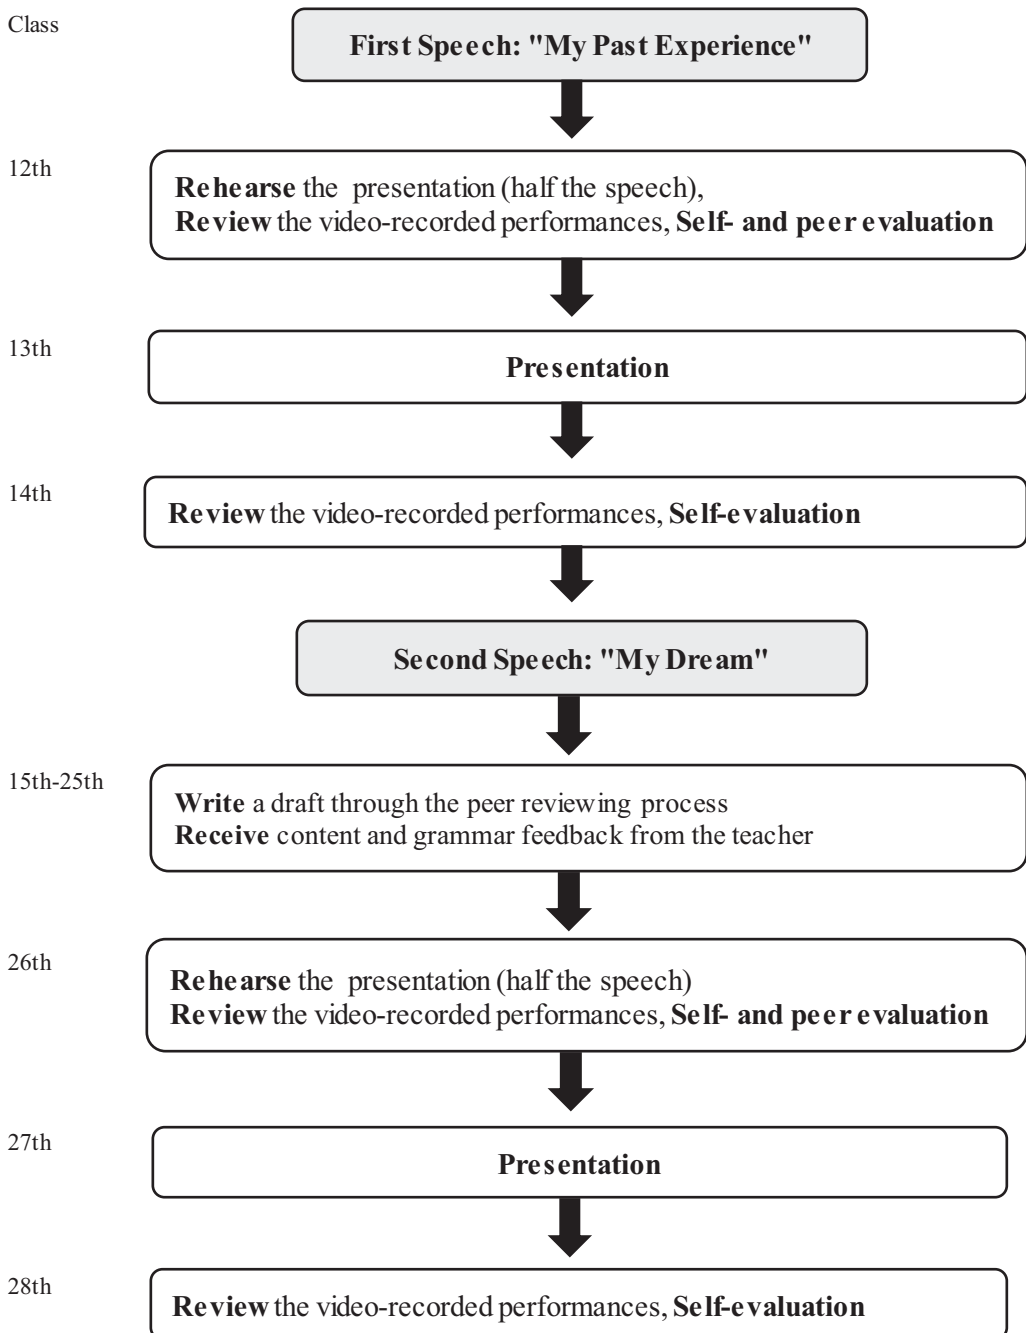 Class
First Speech: "My Past Experience"
12th
Rehearse the presentation (half the speech),
Review the video-recorded performances, Self- and peer evaluation
13th
Presentation
14th
Review the video-recorded performances, Self-evaluation
Second Speech: "My Dream"
15th-25th
Write a draft through the peer reviewing process
Receive content and grammar feedback from the teacher
26th
Rehearse the presentation (half the speech)
Review the video-recorded performances, Self- and peer evaluation
27th
Presentation
28th
Review the video-recorded performances, Self-evaluation